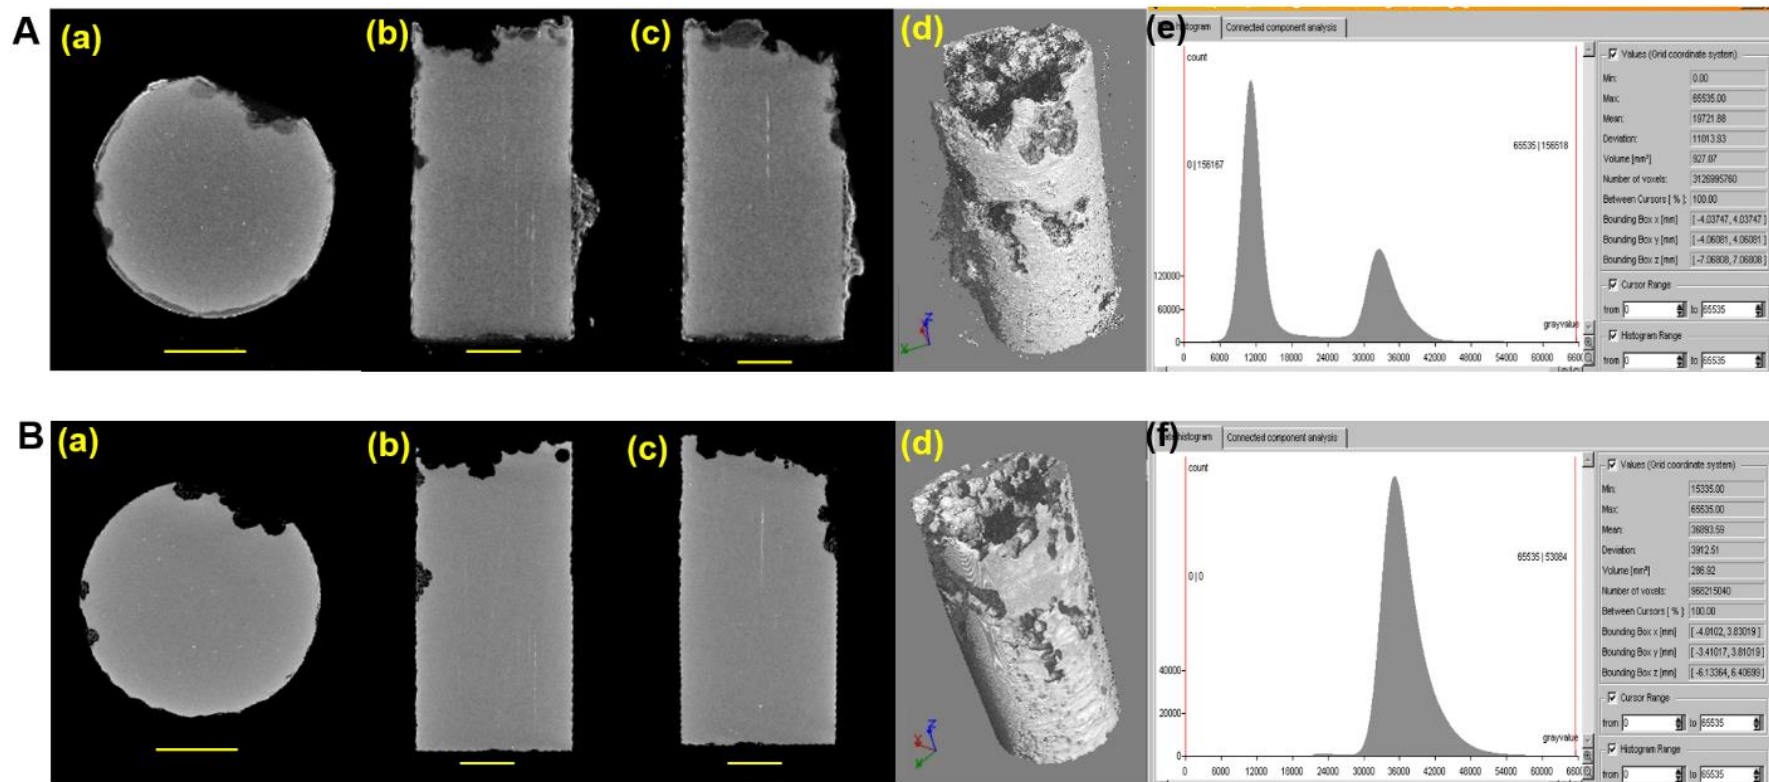 A
(a)
(b)
(c)
(d)
(e)
Connected component analysis
count
0 | 156167
65535 | 156518
120000
60000
0
grayvalue
0 6000 12000 18000 24000 30000 36000 42000 48000 54000 60000
Values (Grid coordinate system)
Min: 0.00
Max: 65535.00
Mean: 19721.88
Deviation: 11013.93
Volume [mm³] 927.07
Number of voxels: 3126995760
Between Cursors [ % ]: 100.00
Bounding Box x [mm] [ -4.03747, 4.03747 ]
Bounding Box y [mm] [ -4.06081, 4.06081 ]
Bounding Box z [mm] [ -7.06808, 7.06808 ]
Cursor Range
from 0 to 65535
Histogram Range
from 0 to 65535
B
(a)
(b)
(c)
(d)
(f)
histogram
Connected component analysis
count
0 | 0
65535 | 53084
40000
20000
0
grayvalue
0 6000 12000 18000 24000 30000 36000 42000 48000 54000 60000
Values (Grid coordinate system)
Min: 15335.00
Max: 65535.00
Mean: 36893.59
Deviation: 3912.51
Volume [mm³] 286.92
Number of voxels: 968215040
Between Cursors [ % ] 100.00
Bounding Box x [mm] [ -4.0102, 3.83019 ]
Bounding Box y [mm] [ -3.41017, 3.81019 ]
Bounding Box z [mm] [ -6.13364, 6.40699 ]
Cursor Range
from 0 to 65535
Histogram Range
from 0 to 65535